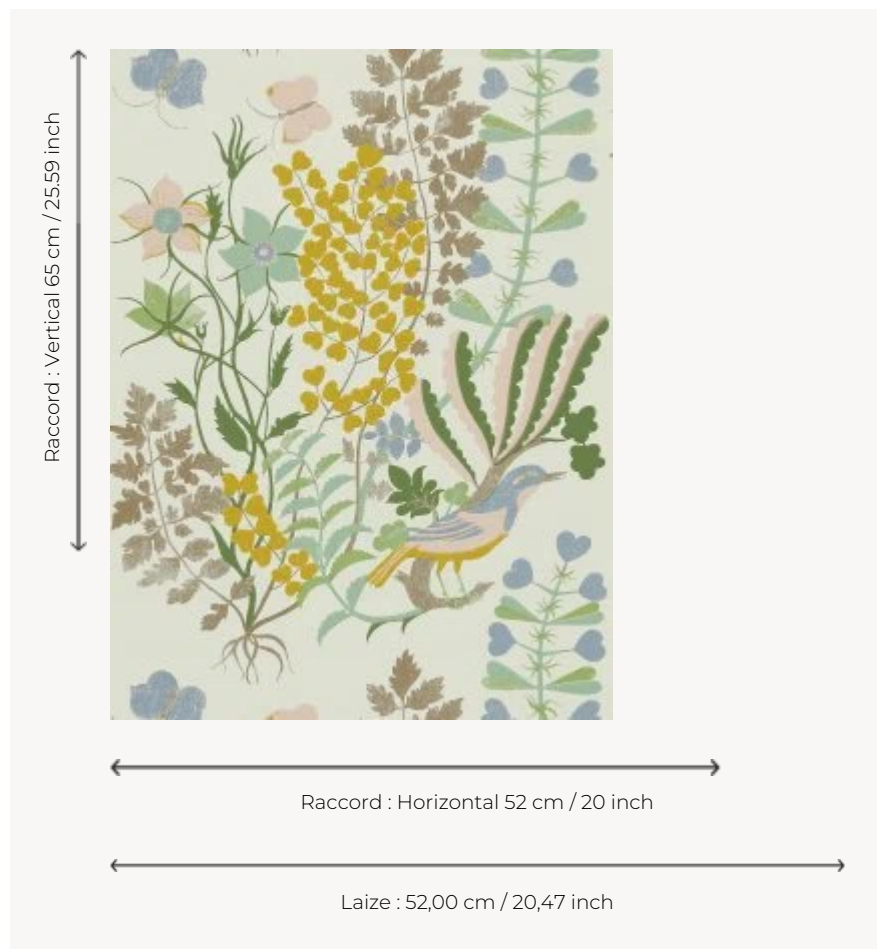 Raccord : Vertical 65 cm / 25.59 inch
Raccord : Horizontal 52 cm / 20 inch
Laize : 52,00 cm / 20,47 inch